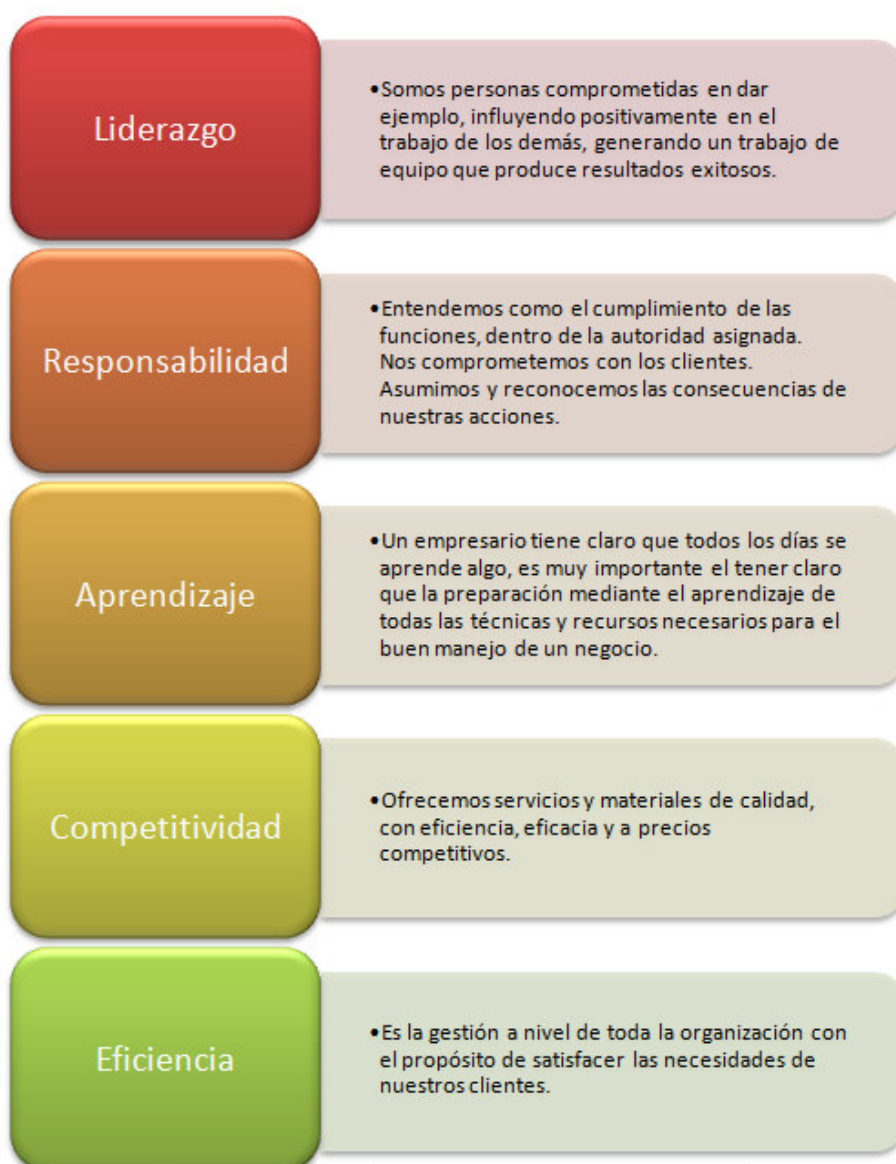 Liderazgo
•Somos personas comprometidas en dar
ejemplo, influyendo positivamente en el
trabajo de los demás, generando un trabajo de
equipo que produce resultados exitosos.
Responsabilidad
•Entendemos como el cumplimiento de las
funciones, dentro de la autoridad asignada.
Nos comprometemos con los clientes.
Asumimos y reconocemos las consecuencias de
nuestras acciones.
Aprendizaje
•Un empresario tiene claro que todos los días se
aprende algo, es muy importante el tener claro
que la preparación mediante el aprendizaje de
todas las técnicas y recursos necesarios para el
buen manejo de un negocio.
Competitividad
•Ofrecemos servicios y materiales de calidad,
con eficiencia, eficacia y a precios
competitivos.
Eficiencia
•Es la gestión a nivel de toda la organización con
el propósito de satisfacer las necesidades de
nuestros clientes.